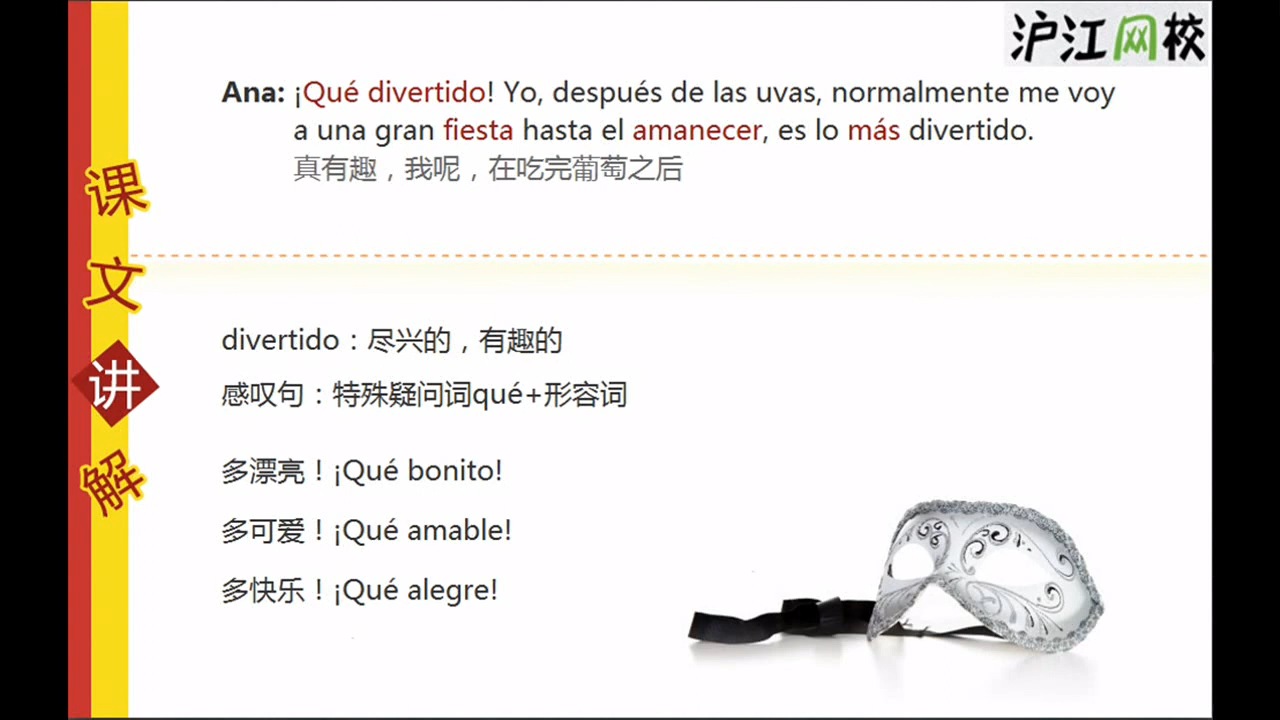 沪江网校
Ana: ¡Qué divertido! Yo, después de las uvas, normalmente me voy
a una gran fiesta hasta el amanecer, es lo más divertido.
真有趣，我呢，在吃完葡萄之后
课文讲解
divertido：尽兴的，有趣的
感叹句：特殊疑问词qué+形容词
多漂亮！¡Qué bonito!
多可爱！¡Qué amable!
多快乐！¡Qué alegre!